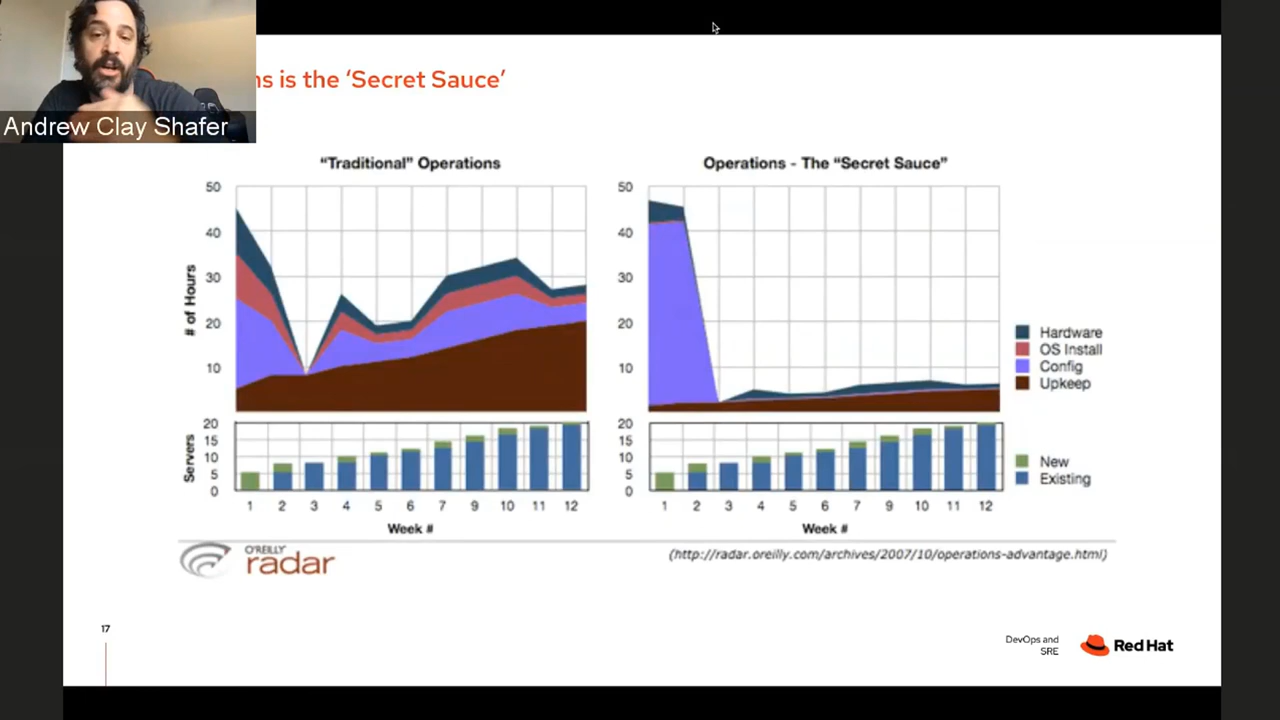 ns is the ‘Secret Sauce’
Andrew Clay Shafer
“Traditional” Operations
50
40
30
20
10
# of Hours
20
15
10
5
0
Servers
1 2 3 4 5 6 7 9 10 11 12
Week #
Operations - The “Secret Sauce”
50
40
30
20
10
20
15
10
5
0
1 2 3 4 5 6 7 8 9 10 11 12
Week #
Hardware
OS Install
Config
Upkeep
New
Existing
O'REILLY
radar
(http://radar.oreilly.com/archives/2007/10/operations-advantage.html)
17
DevOps and
SRE
Red Hat